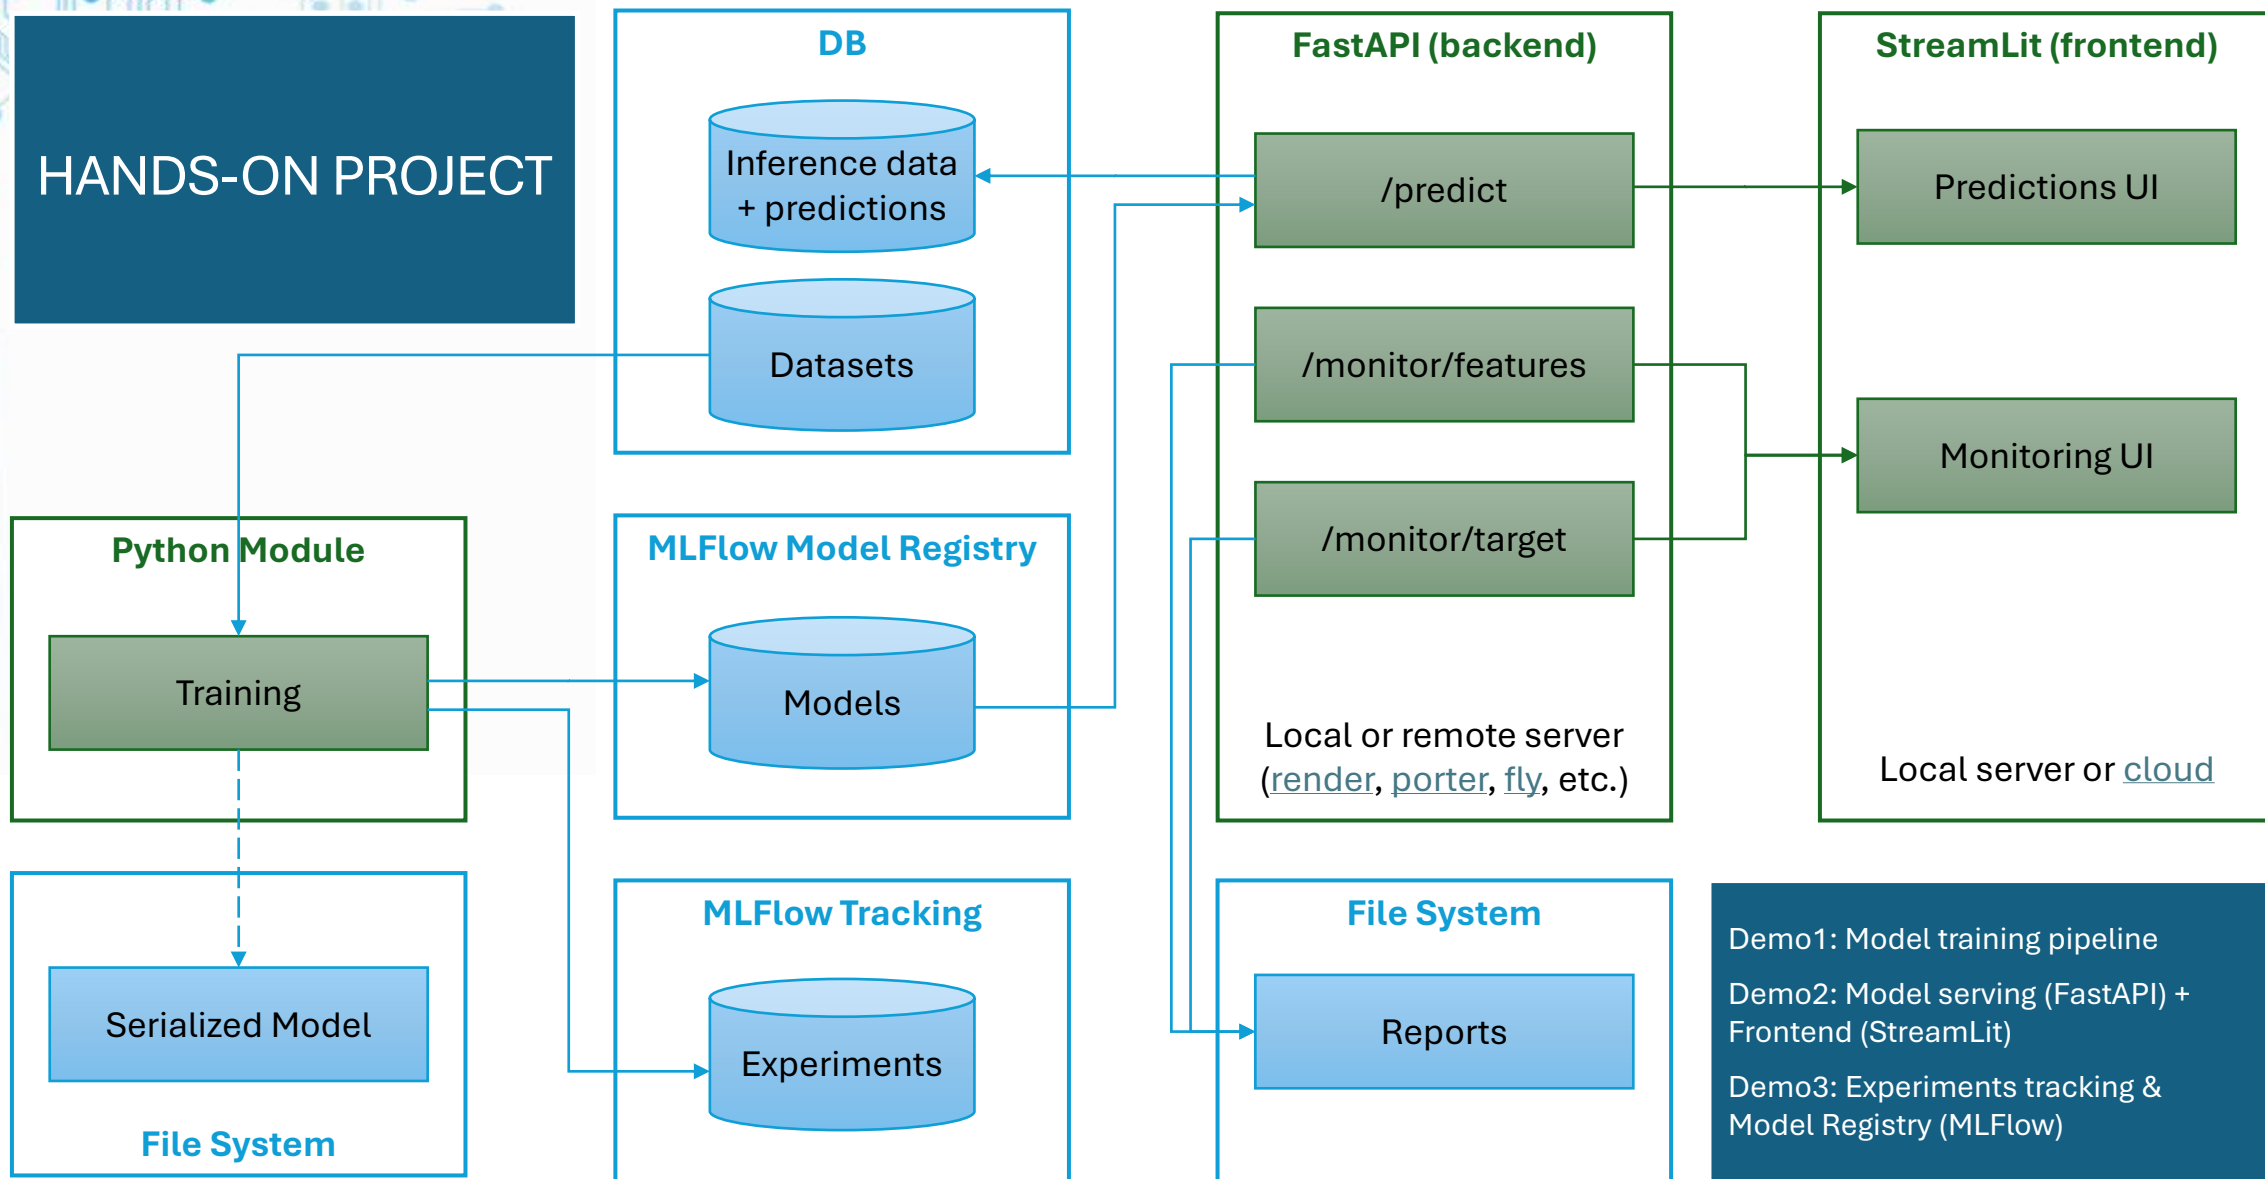 HANDS-ON PROJECT
DB
Inference data
+ predictions
Datasets
Python Module
Training
Serialized Model
File System
MLFlow Model Registry
Models
MLFlow Tracking
Experiments
FastAPI (backend)
/predict
/monitor/features
/monitor/target
Local or remote server
(render, porter, fly, etc.)
File System
Reports
StreamLit (frontend)
Predictions UI
Monitoring UI
Local server or cloud
Demo1: Model training pipeline
Demo2: Model serving (FastAPI) +
Frontend (StreamLit)
Demo3: Experiments tracking &
Model Registry (MLFlow)